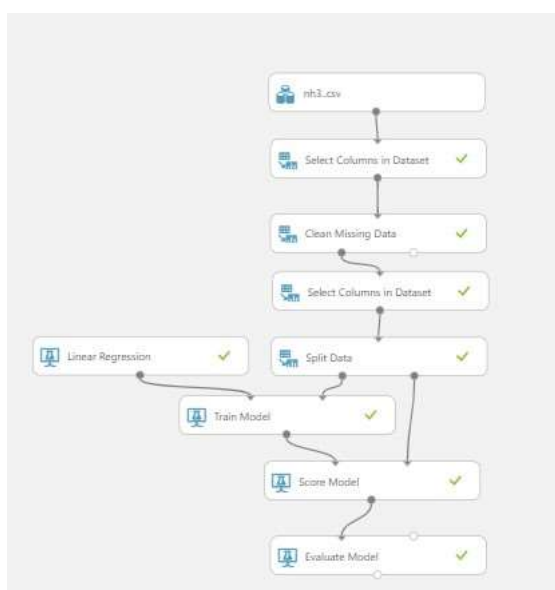 nh3..csv
Select Columns in Dataset
Clean Missing Data
Select Columns in Dataset
Linear Regression
Split Data
Train Model
Score Model
Evaluate Model